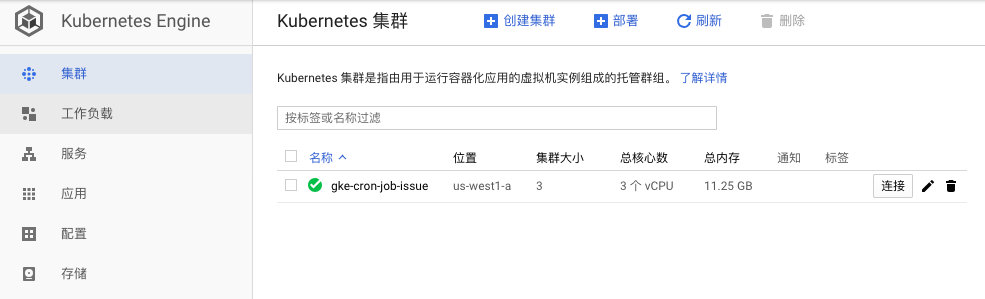 Kubernetes Engine
Kubernetes 集群
创建集群
部署
刷新
删除
集群
工作负载
服务
应用
配置
存储
Kubernetes 集群是指由用于运行容器化应用的虚拟机实例组成的托管群组。 了解详情
按标签或名称过滤
名称 位置 集群大小 总核心数 总内存 通知 标签
gke-cron-job-issue us-west1-a 3 3 个 vCPU 11.25 GB 连接